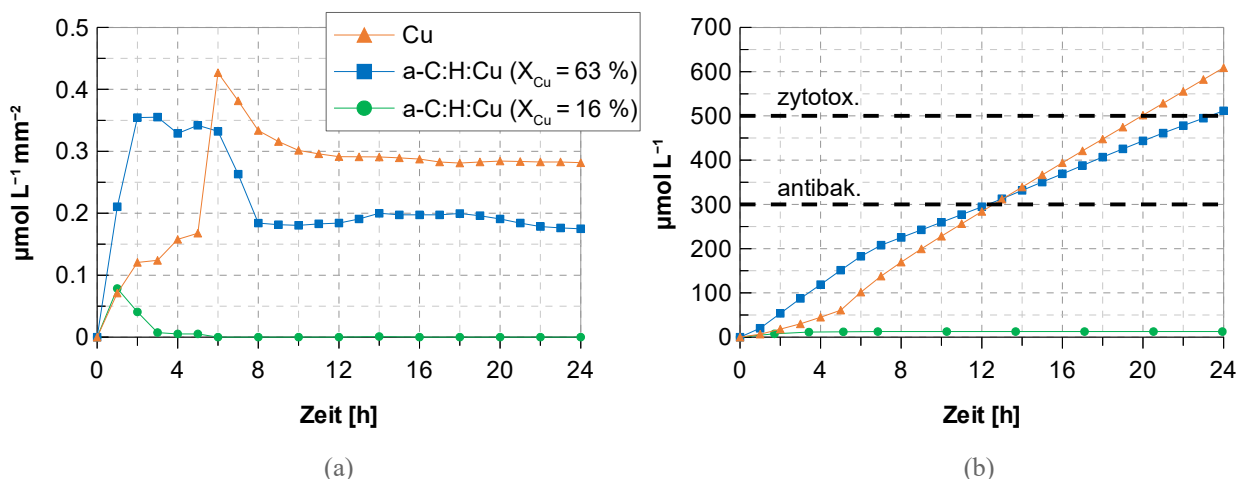 0.5
0.4
0.3
0.2
0.1
0
µmol L⁻¹ mm⁻²
Cu
a-C:H:Cu (X_Cu = 63 %)
a-C:H:Cu (X_Cu = 16 %)
0 4 8 12 16 20 24
Zeit [h]
(a)
700
600
500
400
300
200
100
0
µmol L⁻¹
zytotox.
antibak.
0 4 8 12 16 20 24
Zeit [h]
(b)